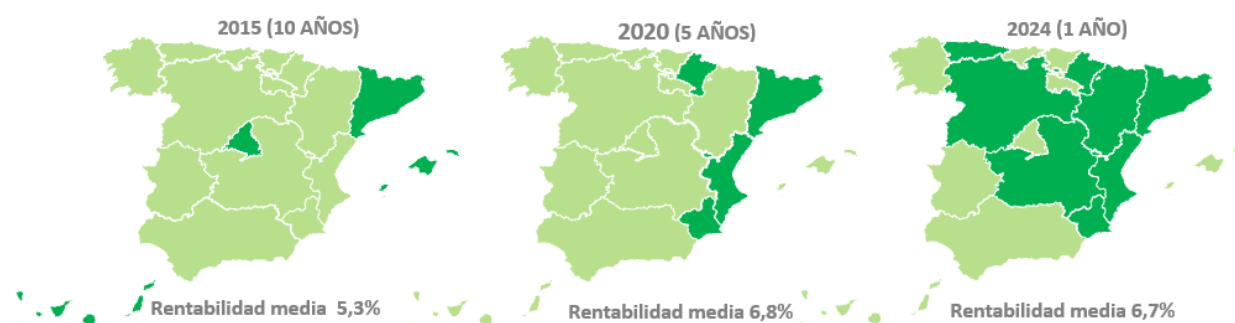 2015 (10 AÑOS)
2020 (5 AÑOS)
2024 (1 AÑO)
Rentabilidad media 5,3%
Rentabilidad media 6,8%
Rentabilidad media 6,7%